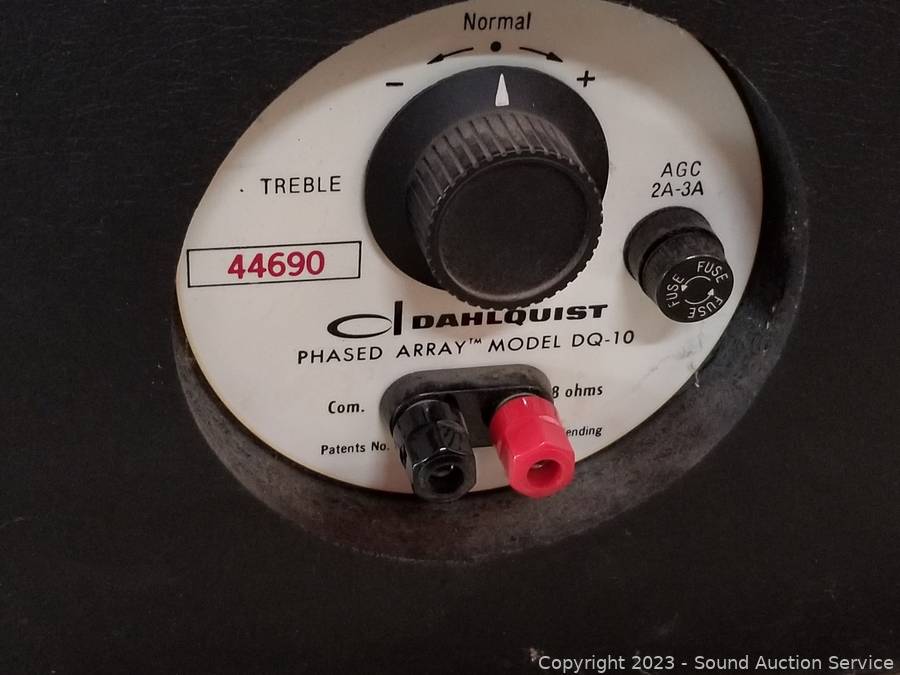 Normal
− +
TREBLE
AGC
2A-3A
44690
FUSE FUSE FUSE
DAHLQUIST
PHASED ARRAY™ MODEL DQ-10
Com. 8 ohms
Patents No.
Copyright 2023 - Sound Auction Service